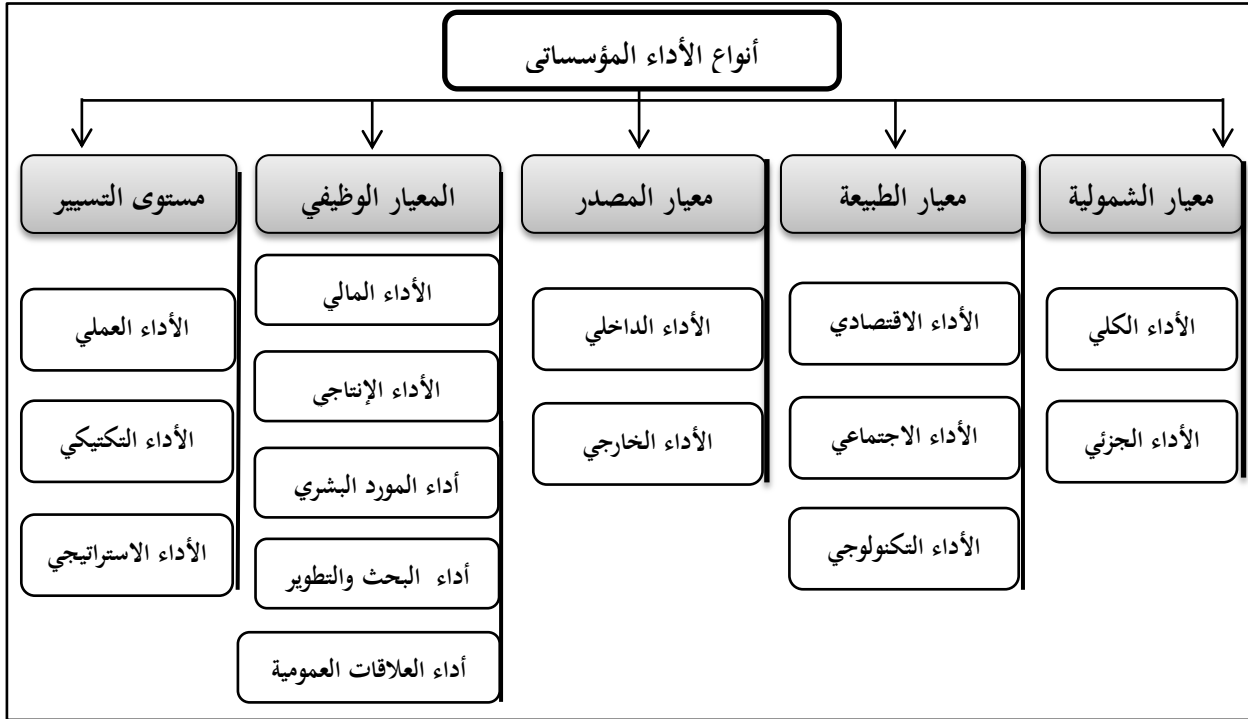 أنواع الأداء المؤسساتى
معيار الشمولية
الأداء الكلي
الأداء الجزئي
معيار الطبيعة
الأداء الاقتصادي
الأداء الاجتماعي
الأداء التكنولوجي
معيار المصدر
الأداء الداخلي
الأداء الخارجي
المعيار الوظيفي
الأداء المالي
الأداء الإنتاجي
أداء المورد البشري
أداء البحث والتطوير
أداء العلاقات العمومية
مستوى التسيير
الأداء العملي
الأداء التكتيكي
الأداء الاستراتيجي